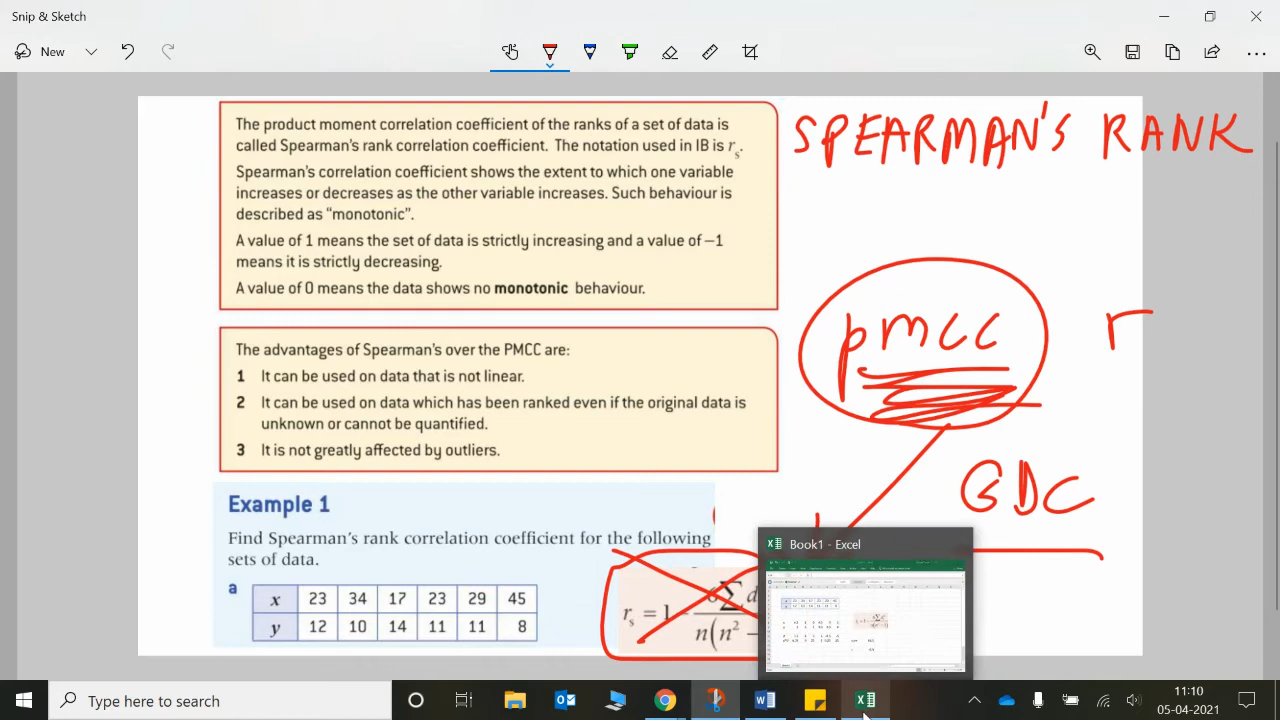 Snip & Sketch
New
The product moment correlation coefficient of the ranks of a set of data is
called Spearman's rank correlation coefficient. The notation used in IB is rs.
Spearman's correlation coefficient shows the extent to which one variable
increases or decreases as the other variable increases. Such behaviour is
described as "monotonic".
A value of 1 means the set of data is strictly increasing and a value of −1
means it is strictly decreasing.
A value of 0 means the data shows no monotonic behaviour.
SPEARMAN'S RANK
pmcc r
The advantages of Spearman's over the PMCC are:
1 It can be used on data that is not linear.
2 It can be used on data which has been ranked even if the original data is
unknown or cannot be quantified.
3 It is not greatly affected by outliers.
GDC
Example 1
Find Spearman's rank correlation coefficient for the following
sets of data.
a
x 23 34 17 23 29 45
y 12 10 14 11 11 8
rs = 1 − 6∑d
n(n² −
Book1 - Excel
Type here to search
11:10
05-04-2021